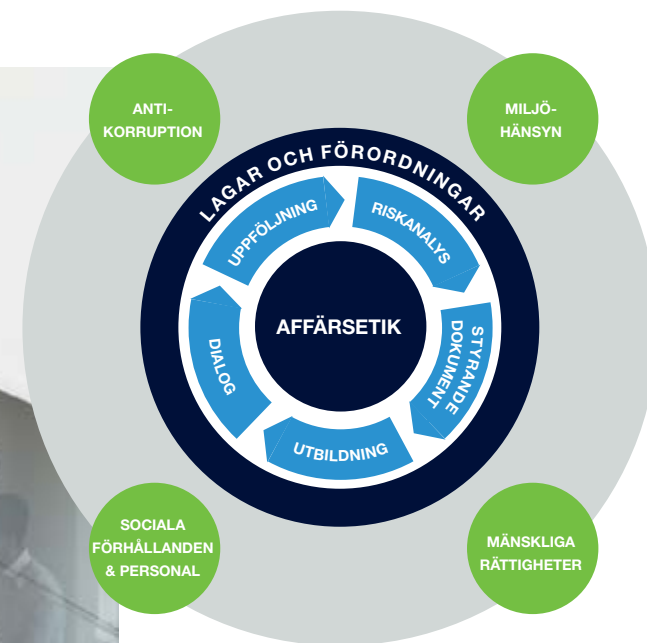 ANTI-
KORRUPTION
MILJÖ-
HÄNSYN
LAGAR OCH FÖRORDNINGAR
UPPFÖLJNING
RISKANALYS
AFFÄRSETIK
STYRANDE
DOKUMENT
DIALOG
UTBILDNING
SOCIALA
FÖRHÅLLANDEN
& PERSONAL
MÄNSKLIGA
RÄTTIGHETER